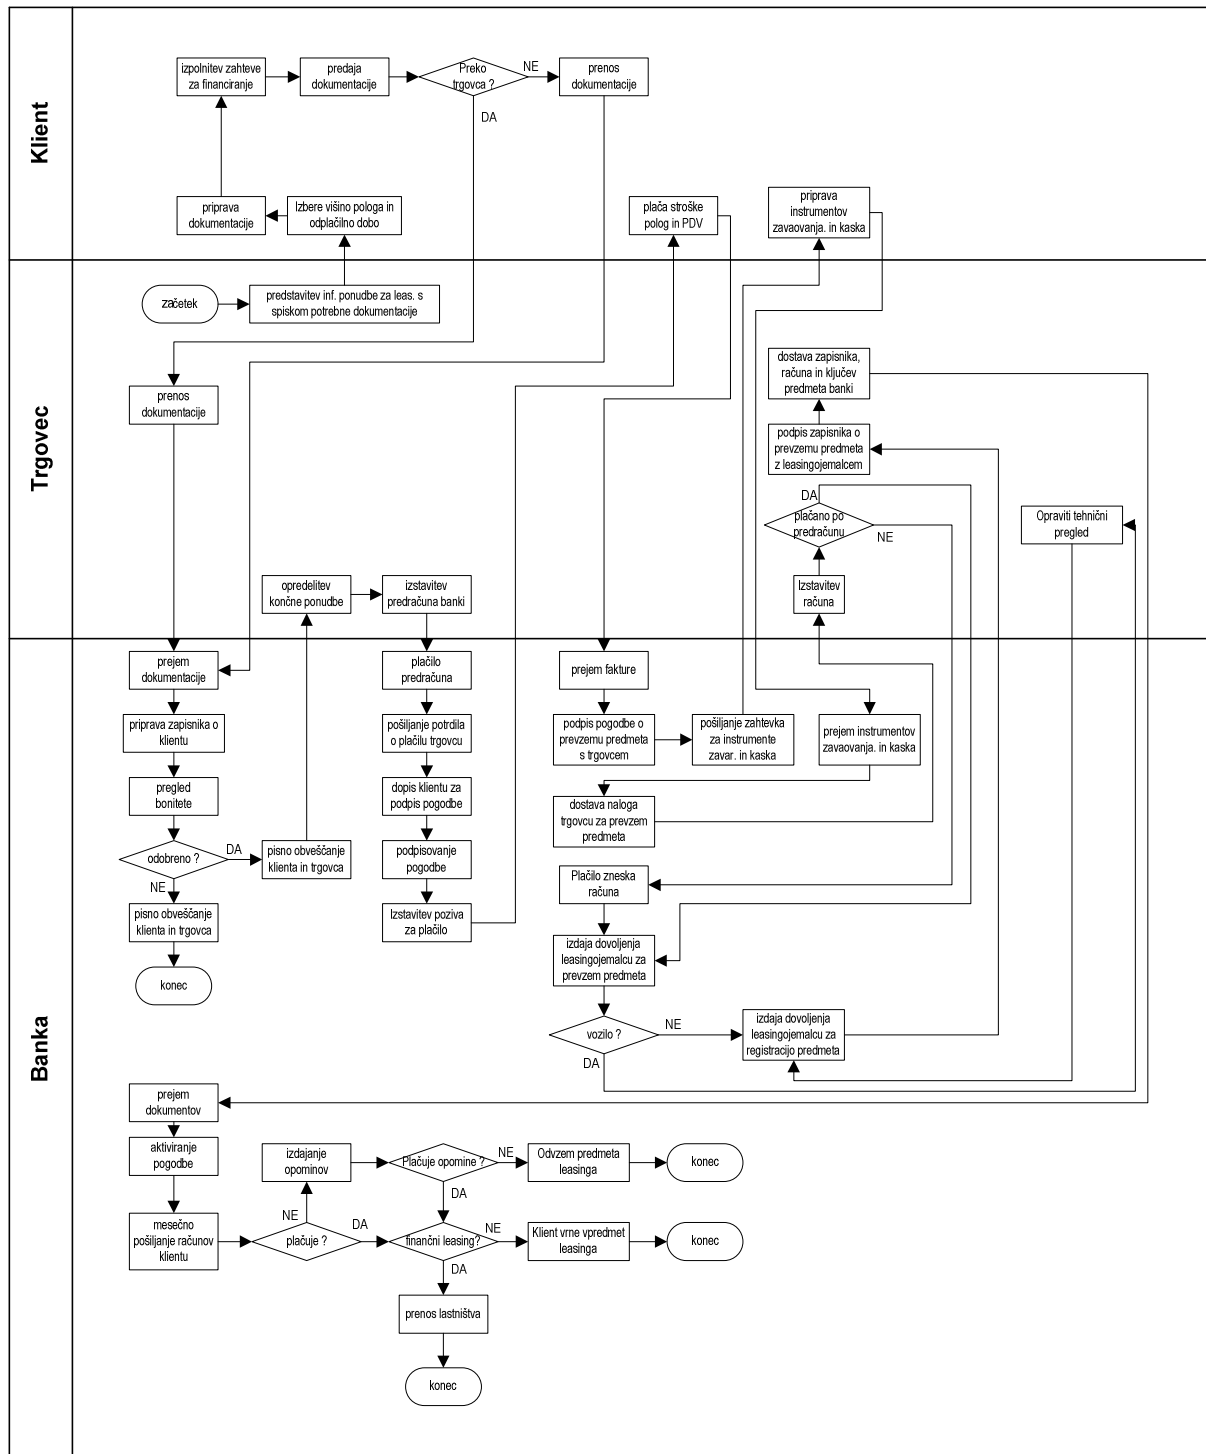 Klient
izpolnitev zahteve
za financiranje
predaja
dokumentacije
Preko
trgovca ?
NE
DA
prenos
dokumentacije
priprava
dokumentacije
Izbere višino pologa in
odplačilno dobo
plača stroške
polog in PDV
priprava
instrumentov
zavaovanja. in kaska
Trgovec
začetek
predstavitev inf. ponudbe za leas. s
spiskom potrebne dokumentacije
prenos
dokumentacije
dostava zapisnika,
računa in ključev
predmeta banki
podpis zapisnika o
prevzemu predmeta
z leasingojemalcem
DA
plačano po
predračunu
NE
Opraviti tehnični
pregled
opredelitev
končne ponudbe
izstavitev
predračuna banki
Izstavitev
računa
Banka
prejem
dokumentacije
plačilo
predračuna
prejem fakture
priprava zapisnika o
klientu
pošiljanje potrdila
o plačilu trgovcu
podpis pogodbe o
prevzemu predmeta
s trgovcem
pošiljanje zahtevka
za instrumente
zavar. in kaska
prejem instrumentov
zavaovanja. in kaska
pregled
bonitete
dopis klientu za
podpis pogodbe
dostava naloga
trgovcu za prevzem
predmeta
odobreno ?
DA
NE
pisno obveščanje
klienta in trgovca
podpisovanje
pogodbe
Plačilo zneska
računa
pisno obveščanje
klienta in trgovca
Izstavitev poziva
za plačilo
izdaja dovoljenja
leasingojemalcu za
prevzem predmeta
konec
vozilo ?
NE
DA
izdaja dovoljenja
leasingojemalcu za
registracijo predmeta
prejem
dokumentov
aktiviranje
pogodbe
izdajanje
opominov
Plačuje opomine ?
NE
DA
Odvzem predmeta
leasinga
konec
mesečno
pošiljanje računov
klientu
NE
plačuje ?
DA
finančni leasing?
NE
DA
Klient vrne vpredmet
leasinga
konec
prenos lastništva
konec